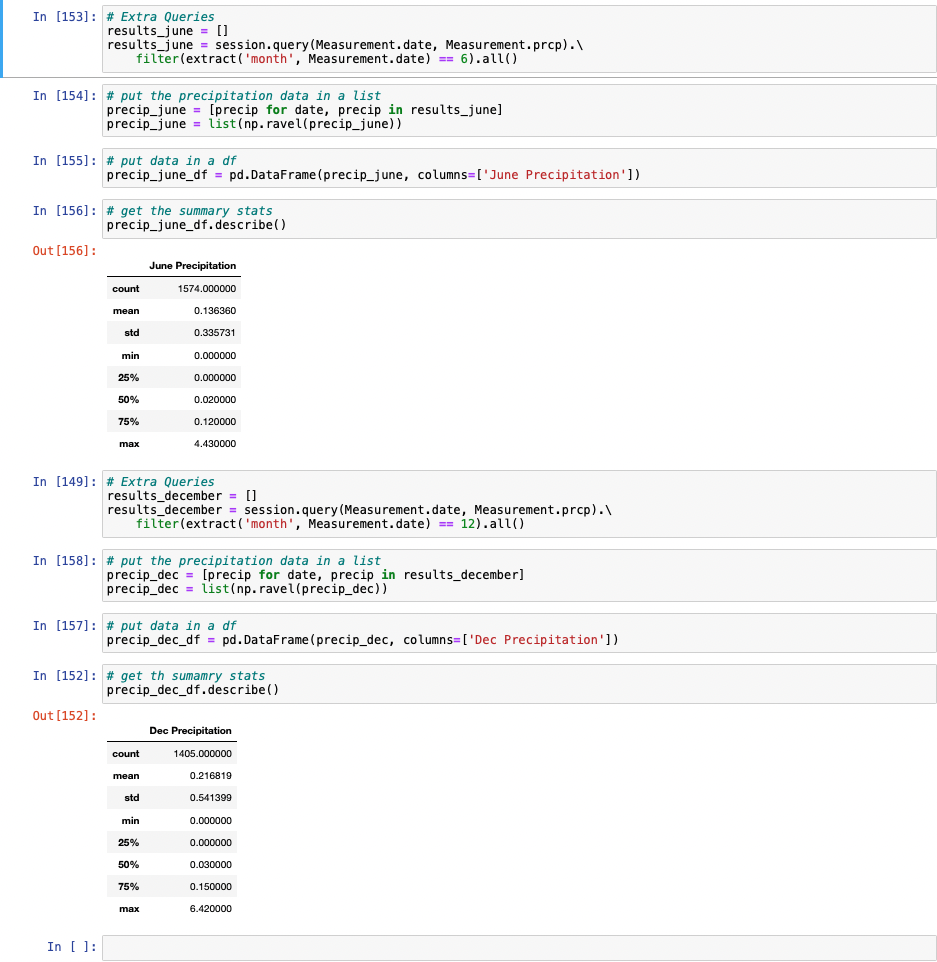 In [153]: # Extra Queries
results_june = []
results_june = session.query(Measurement.date, Measurement.prcp).\
    filter(extract('month', Measurement.date) == 6).all()
In [154]: # put the precipitation data in a list
precip_june = [precip for date, precip in results_june]
precip_june = list(np.ravel(precip_june))
In [155]: # put data in a df
precip_june_df = pd.DataFrame(precip_june, columns=['June Precipitation'])
In [156]: # get the summary stats
precip_june_df.describe()
Out[156]:
June Precipitation
count 1574.000000
mean 0.136360
std 0.335731
min 0.000000
25% 0.000000
50% 0.020000
75% 0.120000
max 4.430000
In [149]: # Extra Queries
results_december = []
results_december = session.query(Measurement.date, Measurement.prcp).\
    filter(extract('month', Measurement.date) == 12).all()
In [158]: # put the precipitation data in a list
precip_dec = [precip for date, precip in results_december]
precip_dec = list(np.ravel(precip_dec))
In [157]: # put data in a df
precip_dec_df = pd.DataFrame(precip_dec, columns=['Dec Precipitation'])
In [152]: # get th sumamry stats
precip_dec_df.describe()
Out[152]:
Dec Precipitation
count 1405.000000
mean 0.216819
std 0.541399
min 0.000000
25% 0.000000
50% 0.030000
75% 0.150000
max 6.420000
In [ ]: